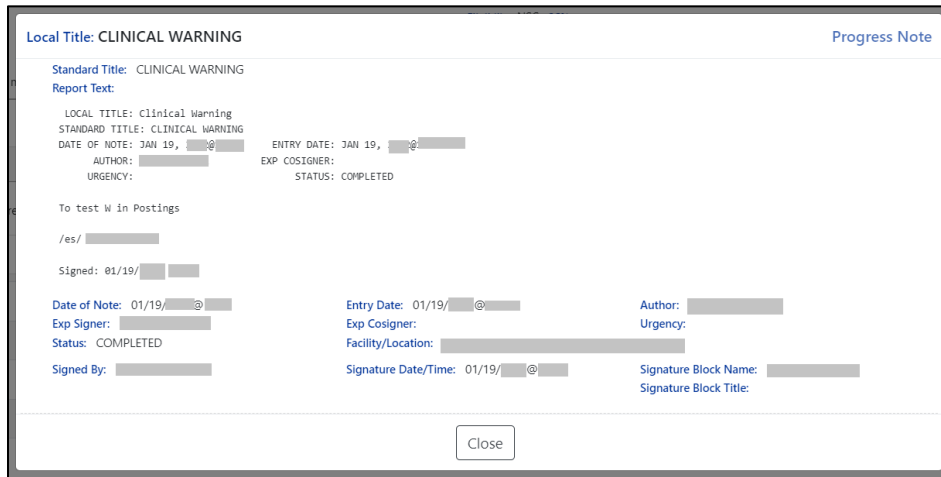 Local Title: CLINICAL WARNING Progress Note
Standard Title: CLINICAL WARNING
Report Text:
LOCAL TITLE: Clinical Warning
STANDARD TITLE: CLINICAL WARNING
DATE OF NOTE: JAN 19, @ ENTRY DATE: JAN 19, @
AUTHOR: EXP COSIGNER:
URGENCY: STATUS: COMPLETED
To test W in Postings
/es/
Signed: 01/19/
Date of Note: 01/19/ @ Entry Date: 01/19/ @ Author:
Exp Signer: Exp Cosigner: Urgency:
Status: COMPLETED Facility/Location:
Signed By: Signature Date/Time: 01/19/ @ Signature Block Name:
Signature Block Title:
Close